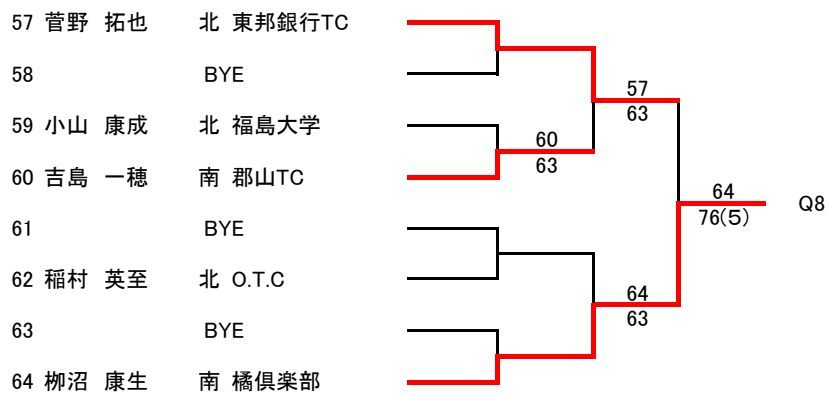 57 菅野 拓也 北 東邦銀行TC
58 BYE
57
63
59 小山 康成 北 福島大学
60
63
60 吉島 一穂 南 郡山TC
64
76(5)
Q8
61 BYE
62 稲村 英至 北 O.T.C
64
63
63 BYE
64 栁沼 康生 南 橘倶楽部